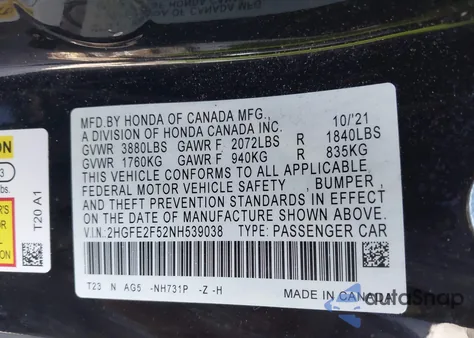 MFD.BY HONDA OF CANADA MFG., 10/'21
A DIVISION OF HONDA CANADA INC.
GVWR 3880LBS GAWR F 2072LBS R 1840LBS
GVWR 1760KG GAWR F 940KG R 835KG
THIS VEHICLE CONFORMS TO ALL APPLICABLE
FEDERAL MOTOR VEHICLE SAFETY , BUMPER ,
AND THEFT PREVENTION STANDARDS IN EFFECT
ON THE DATE OF MANUFACTURE SHOWN ABOVE.
V.I.N.:2HGFE2F52NH539038 TYPE: PASSENGER CAR
T23 N AG5 -NH731P -Z -H
MADE IN CANADA
T20 A1
AutoSnap